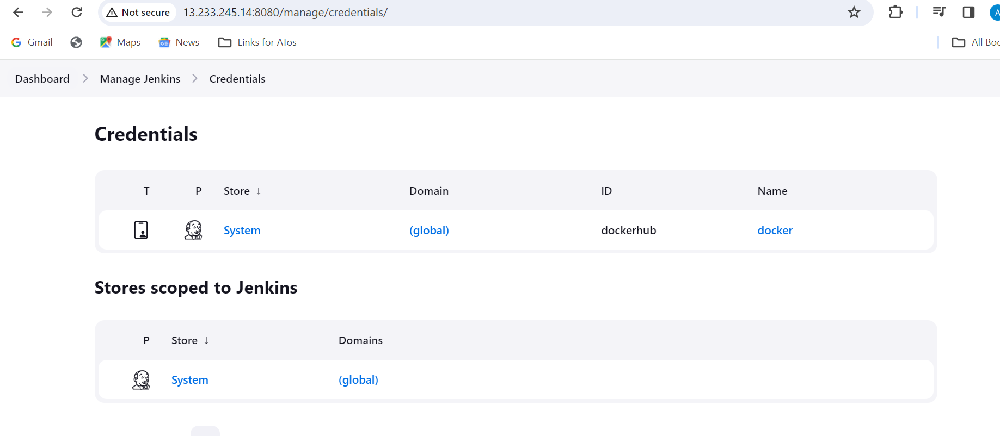 Not secure 13.233.245.14:8080/manage/credentials/
A
Gmail Maps News Links for ATos All Boo
Dashboard Manage Jenkins Credentials
Credentials
T P Store ↓ Domain ID Name
System (global) dockerhub docker
Stores scoped to Jenkins
P Store ↓ Domains
System (global)